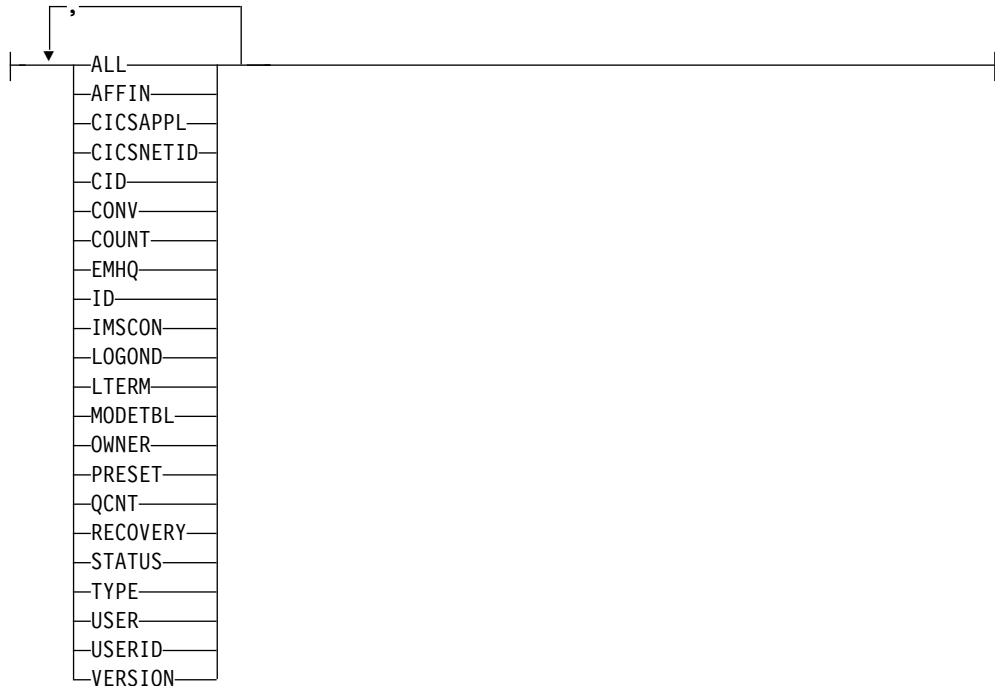 ,
ALL
AFFIN
CICSAPPL
CICSNETID
CID
CONV
COUNT
EMHQ
ID
IMSCON
LOGOND
LTERM
MODETBL
OWNER
PRESET
QCNT
RECOVERY
STATUS
TYPE
USER
USERID
VERSION